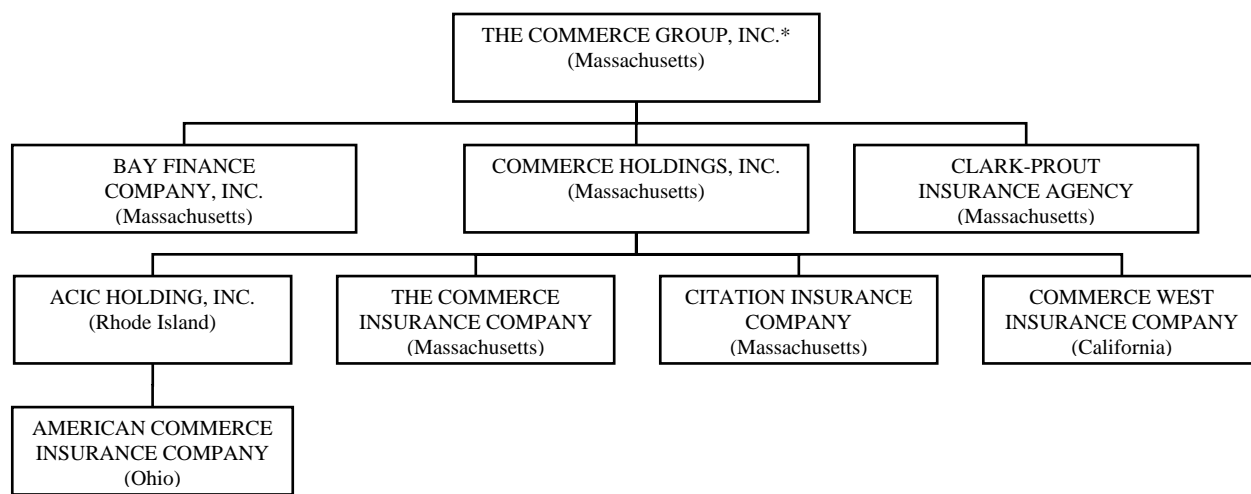 THE COMMERCE GROUP, INC.*
(Massachusetts)
BAY FINANCE
COMPANY, INC.
(Massachusetts)
COMMERCE HOLDINGS, INC.
(Massachusetts)
CLARK-PROUT
INSURANCE AGENCY
(Massachusetts)
ACIC HOLDING, INC.
(Rhode Island)
THE COMMERCE
INSURANCE COMPANY
(Massachusetts)
CITATION INSURANCE
COMPANY
(Massachusetts)
COMMERCE WEST
INSURANCE COMPANY
(California)
AMERICAN COMMERCE
INSURANCE COMPANY
(Ohio)